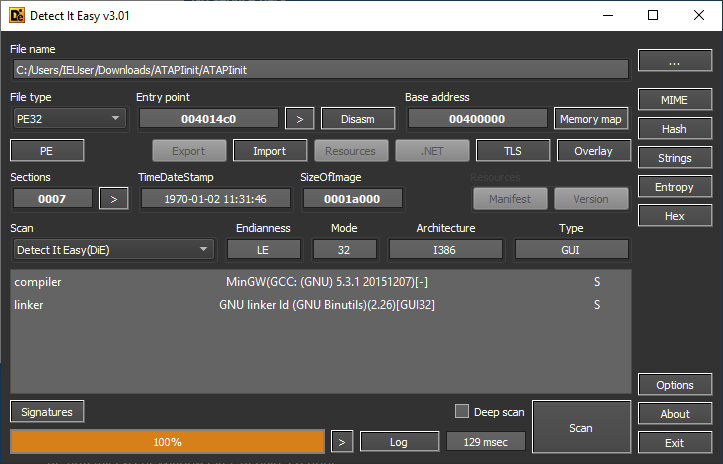 Detect It Easy v3.01
File name
C:/Users/IEUser/Downloads/ATAPIinit/ATAPIinit
...
File type Entry point Base address
PE32 004014c0 > Disasm 00400000 Memory map
MIME
PE Export Import Resources .NET TLS Overlay
Hash
Sections TimeDateStamp SizeOfImage Resources
Strings
0007 > 1970-01-02 11:31:46 0001a000 Manifest Version
Entropy
Hex
Scan Endianness Mode Architecture Type
Detect It Easy(DiE) LE 32 I386 GUI
compiler MinGW(GCC: (GNU) 5.3.1 20151207)[-] S
linker GNU linker ld (GNU Binutils)(2.26)[GUI32] S
Options
Signatures Deep scan Scan
About
100% > Log 129 msec
Exit